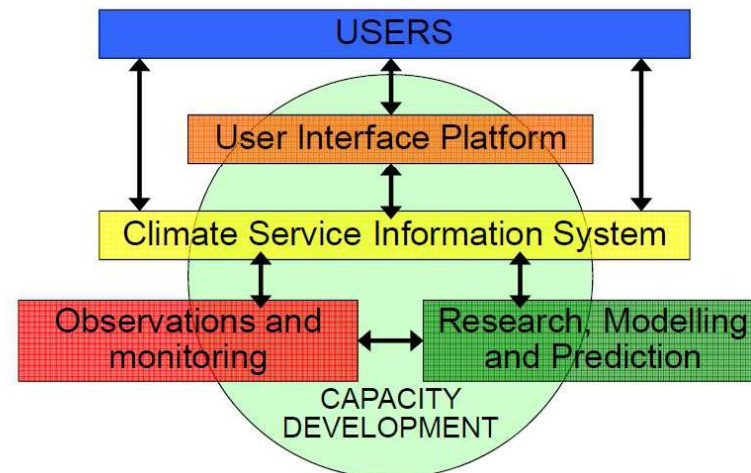 USERS
User Interface Platform
Climate Service Information System
Observations and
monitoring
Research, Modelling
and Prediction
CAPACITY
DEVELOPMENT